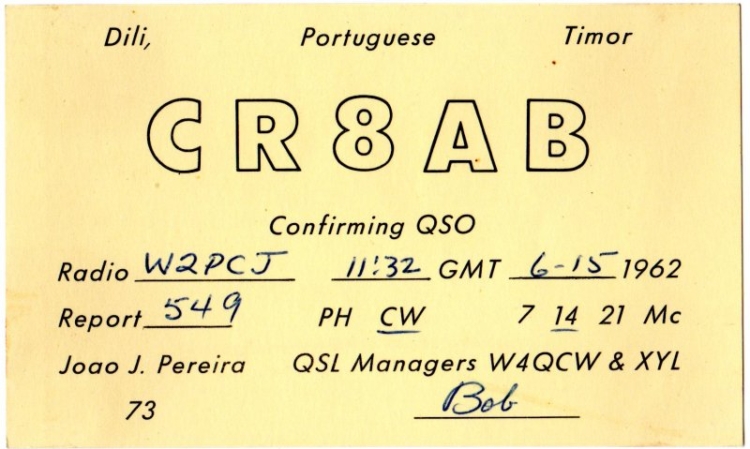 Dili, Portuguese Timor
CR8AB
Confirming QSO
Radio W2PCJ 11:32 GMT 6-15 1962
Report 549 PH CW 7 14 21 Mc
Joao J. Pereira QSL Managers W4QCW & XYL
73 Bob